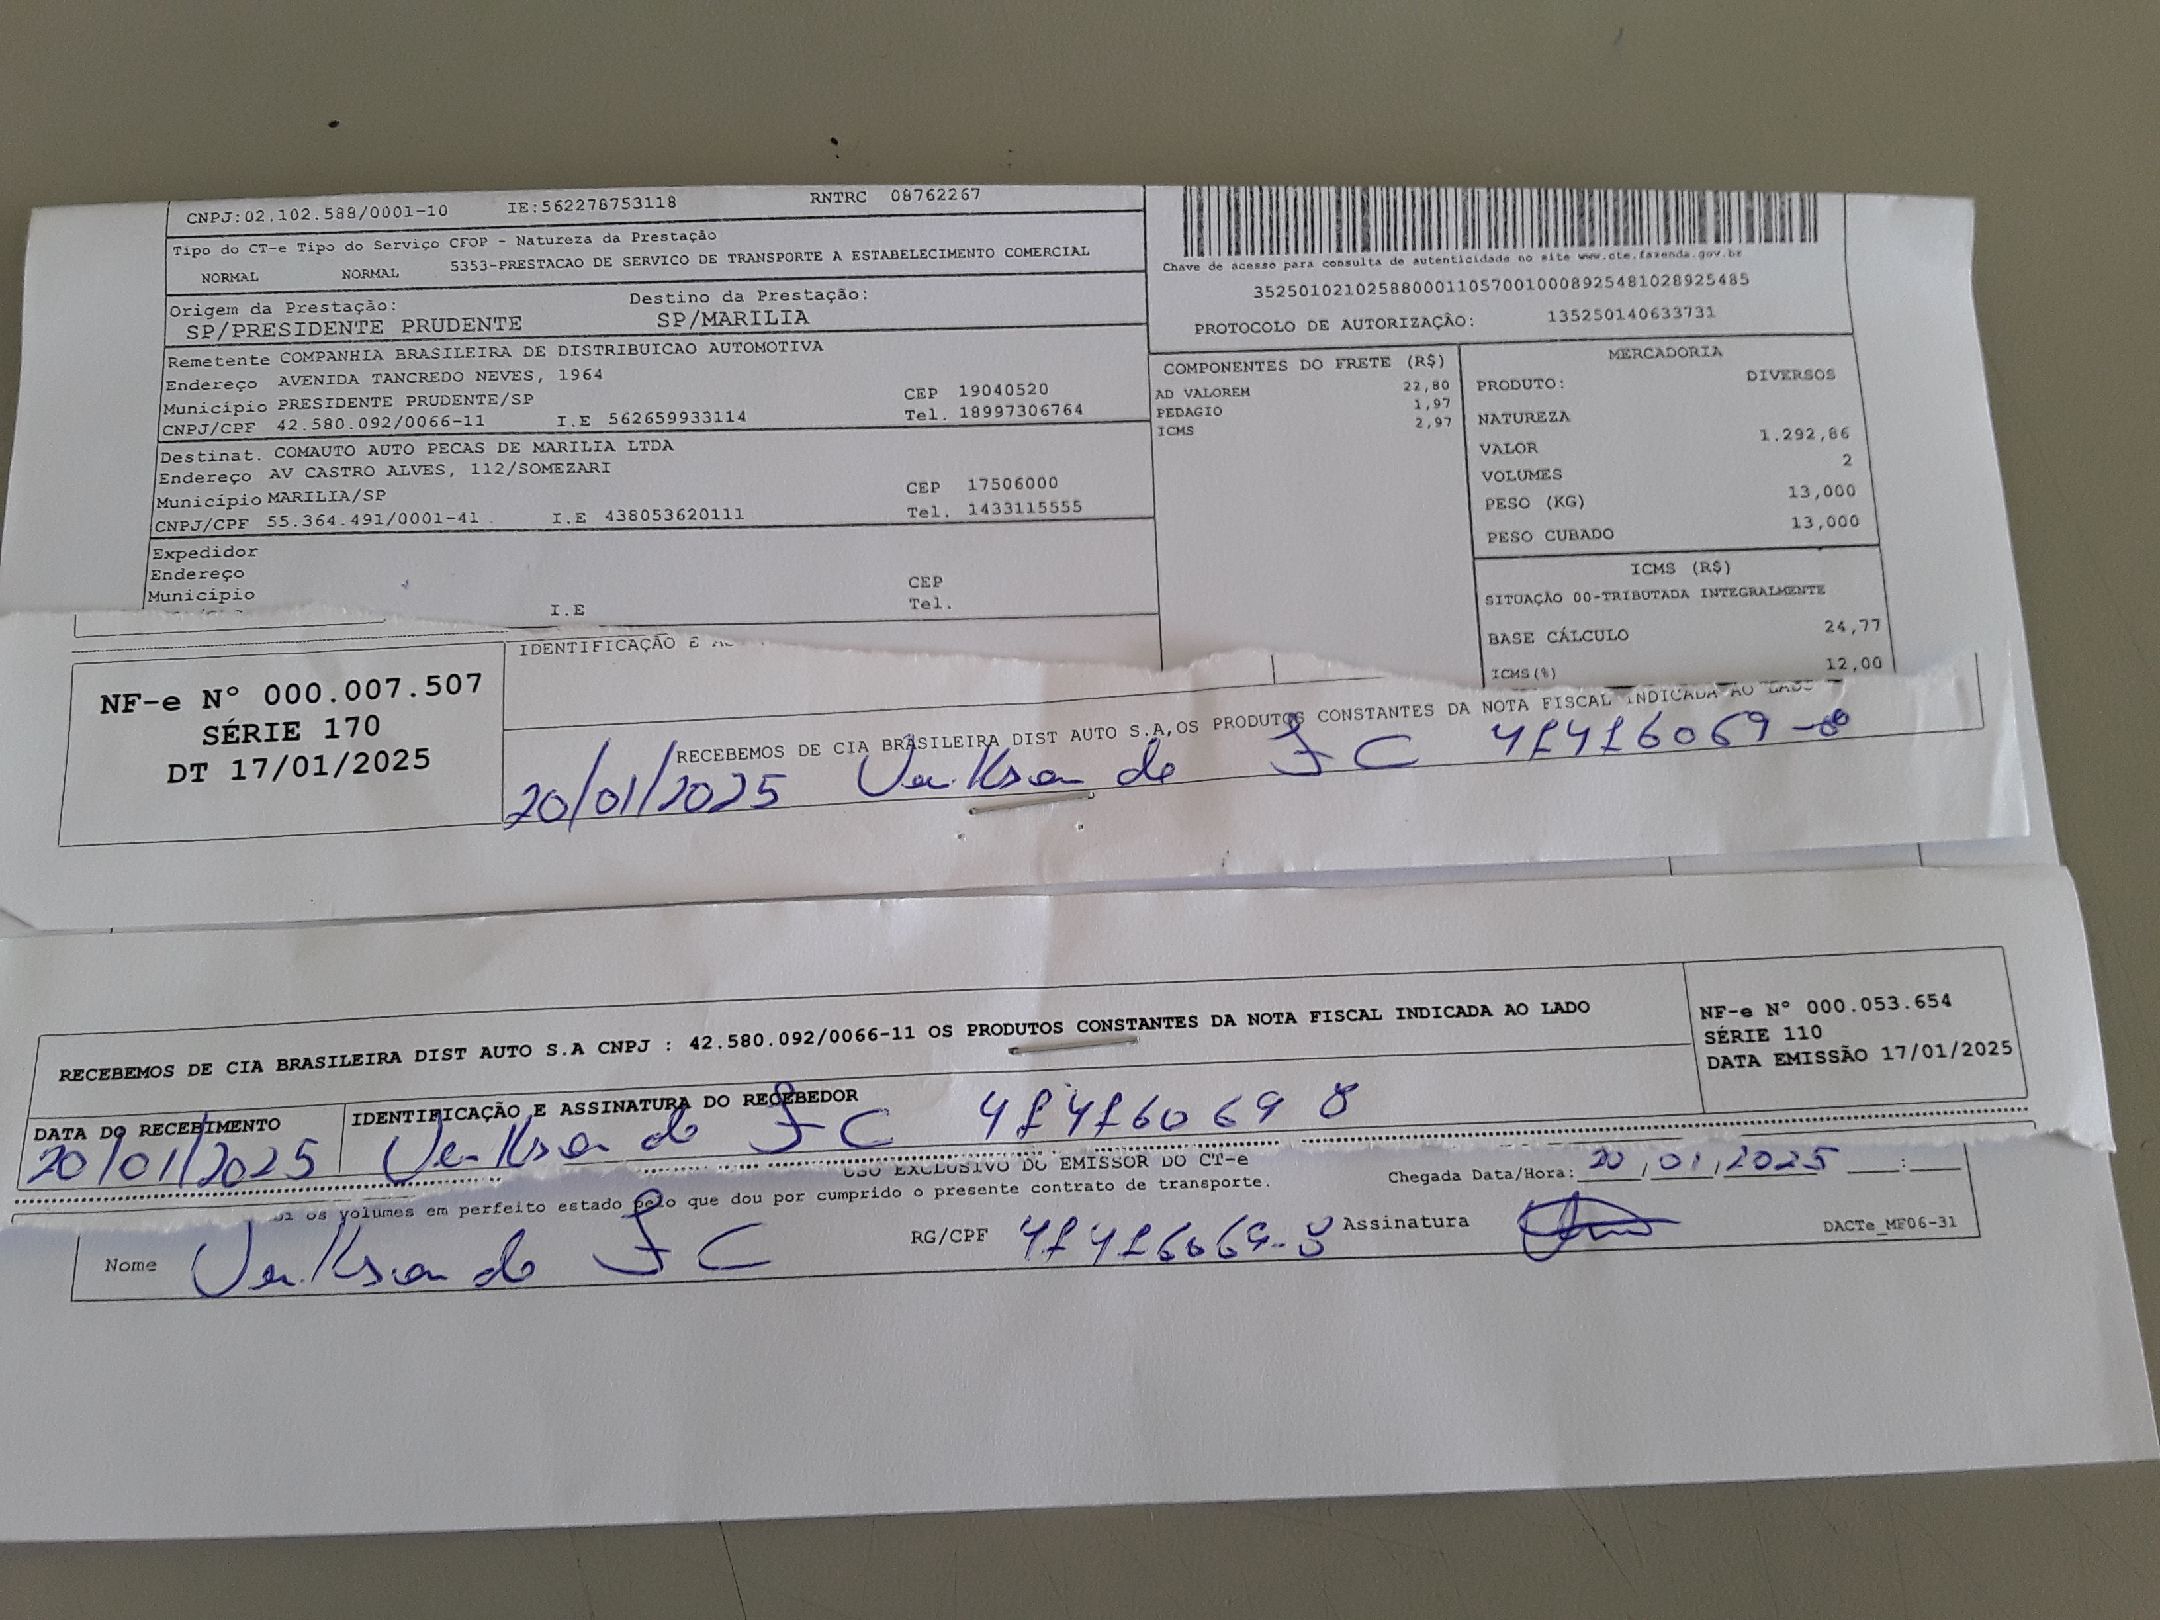 CNPJ:02.102.588/0001-10 IE:562278753118 RNTRC 08762267
Tipo do CT-e Tipo do Serviço CFOP - Natureza da Prestação
NORMAL NORMAL 5353-PRESTACAO DE SERVICO DE TRANSPORTE A ESTABELECIMENTO COMERCIAL
Origem da Prestação: Destino da Prestação:
SP/PRESIDENTE PRUDENTE SP/MARILIA
Remetente COMPANHIA BRASILEIRA DE DISTRIBUICAO AUTOMOTIVA
Endereço AVENIDA TANCREDO NEVES, 1964
CEP 19040520
Município PRESIDENTE PRUDENTE/SP
CNPJ/CPF 42.580.092/0066-11 I.E 562659933114 Tel. 18997306764
Destinat. COMAUTO AUTO PECAS DE MARILIA LTDA
Endereço AV CASTRO ALVES, 112/SOMEZARI
Município MARILIA/SP CEP 17506000
CNPJ/CPF 55.364.491/0001-41 I.E 438053620111 Tel. 1433115555
Expedidor
Endereço
Município CEP
I.E Tel.
Chave de acesso para consulta de autenticidade no site www.cte.fazenda.gov.br
35250102102588000110570010008925481028925485
PROTOCOLO DE AUTORIZAÇÃO: 135250140633731
COMPONENTES DO FRETE (R$)
AD VALOREM 22,80
PEDAGIO 1,97
ICMS 2,97
MERCADORIA
PRODUTO: DIVERSOS
NATUREZA
VALOR 1.292,86
VOLUMES 2
PESO (KG) 13,000
PESO CUBADO 13,000
ICMS (R$)
SITUAÇÃO 00-TRIBUTADA INTEGRALMENTE
BASE CÁLCULO 24,77
ICMS(%) 12,00
NF-e Nº 000.007.507
SÉRIE 170
DT 17/01/2025
IDENTIFICAÇÃO E
RECEBEMOS DE CIA BRASILEIRA DIST AUTO S.A,OS PRODUTOS CONSTANTES DA NOTA FISCAL INDICADA AO LADO
20/01/2025 de J C
RECEBEMOS DE CIA BRASILEIRA DIST AUTO S.A CNPJ : 42.580.092/0066-11 OS PRODUTOS CONSTANTES DA NOTA FISCAL INDICADA AO LADO
NF-e Nº 000.053.654
SÉRIE 110
DATA EMISSÃO 17/01/2025
DATA DO RECEBIMENTO IDENTIFICAÇÃO E ASSINATURA DO RECEBEDOR
20/01/2025 de J C
USO EXCLUSIVO DO EMISSOR DO CT-e
Chegada Data/Hora: 20/01/2025 :
os volumes em perfeito estado pelo que dou por cumprido o presente contrato de transporte.
Nome de J C RG/CPF Assinatura
DACTe_MF06-31